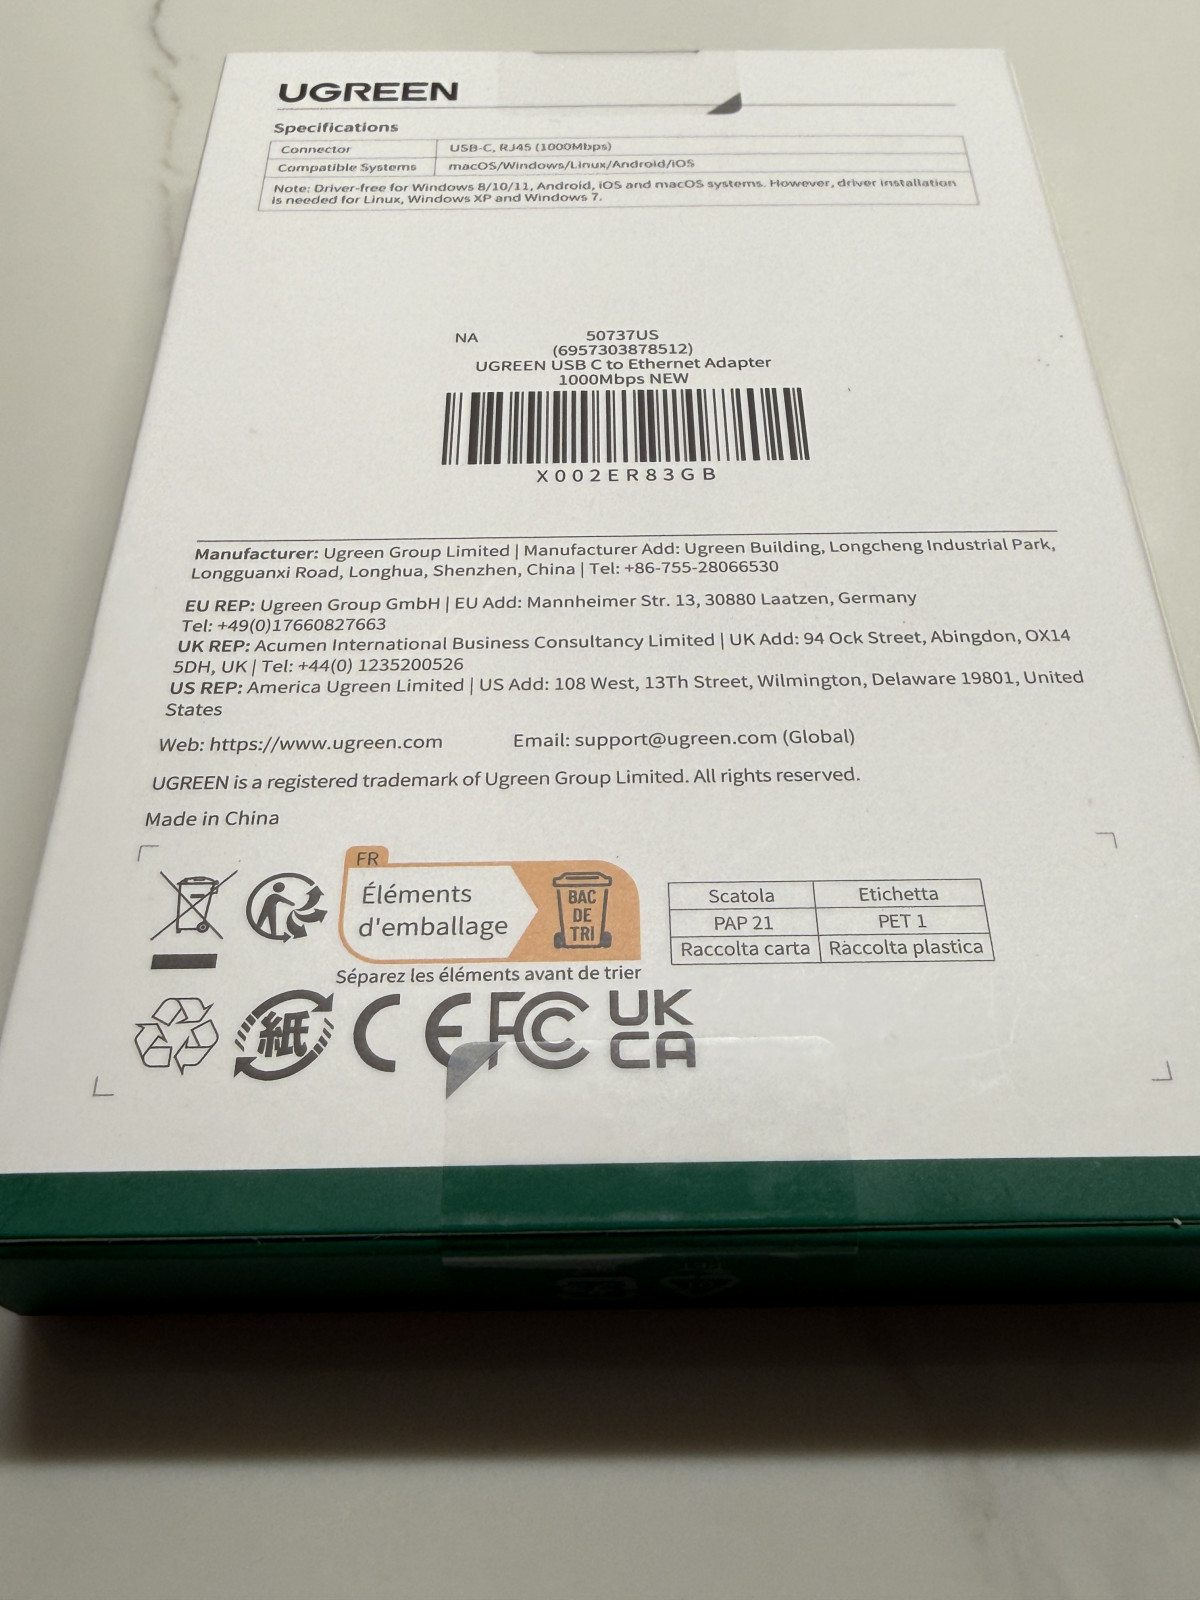 UGREEN
Specifications
Connector USB-C, RJ45 (1000Mbps)
Compatible Systems macOS/Windows/Linux/Android/iOS
Note: Driver-free for Windows 8/10/11, Android, iOS and macOS systems. However, driver installation
is needed for Linux, Windows XP and Windows 7.
NA 50737US
(6957303878512)
UGREEN USB C to Ethernet Adapter
1000Mbps NEW
X002ER83GB
Manufacturer: Ugreen Group Limited | Manufacturer Add: Ugreen Building, Longcheng Industrial Park,
Longguanxi Road, Longhua, Shenzhen, China | Tel: +86-755-28066530
EU REP: Ugreen Group GmbH | EU Add: Mannheimer Str. 13, 30880 Laatzen, Germany
Tel: +49(0)17660827663
UK REP: Acumen International Business Consultancy Limited | UK Add: 94 Ock Street, Abingdon, OX14
5DH, UK | Tel: +44(0) 1235200526
US REP: America Ugreen Limited | US Add: 108 West, 13Th Street, Wilmington, Delaware 19801, United
States
Web: https://www.ugreen.com Email: support@ugreen.com (Global)
UGREEN is a registered trademark of Ugreen Group Limited. All rights reserved.
Made in China
FR
Éléments
d'emballage
BAC
DE
TRI
Séparez les éléments avant de trier
Scatola Etichetta
PAP 21 PET 1
Raccolta carta Raccolta plastica
紙 CE FC UK
CA